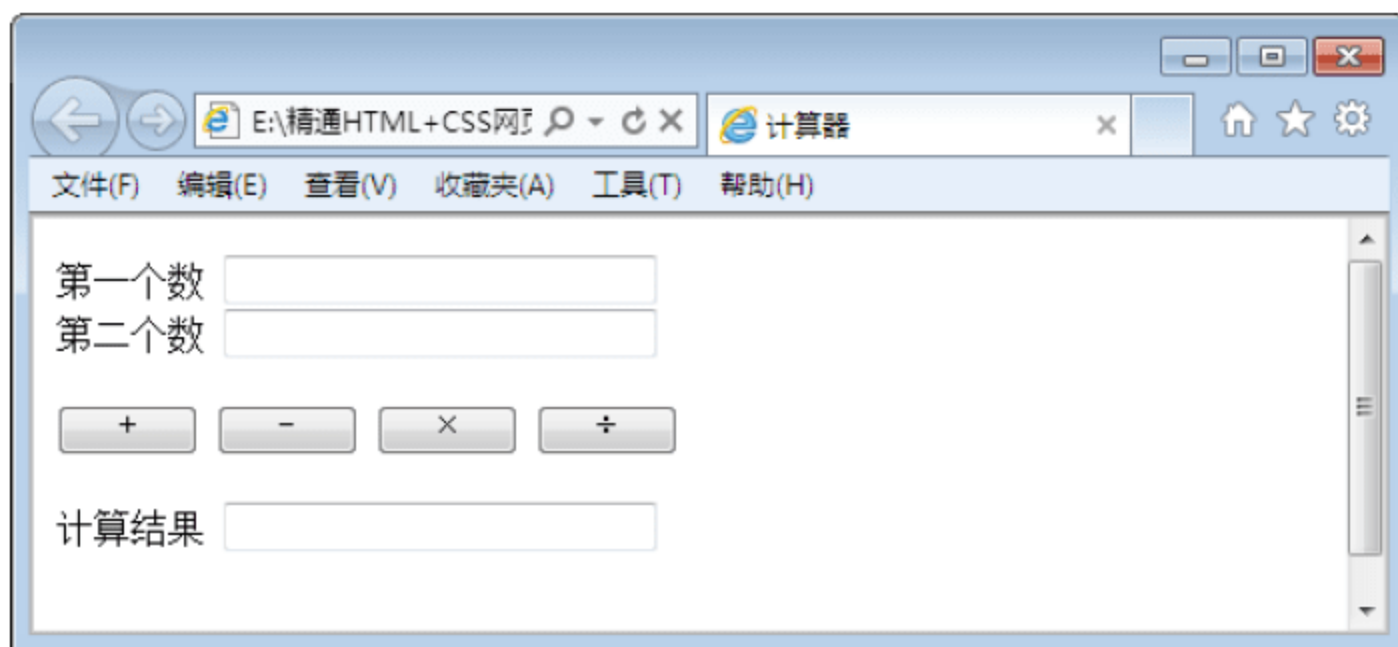 E:\精通HTML+CSS网
计算器
文件(F) 编辑(E) 查看(V) 收藏夹(A) 工具(T) 帮助(H)
第一个数
第二个数
+ - × ÷
计算结果